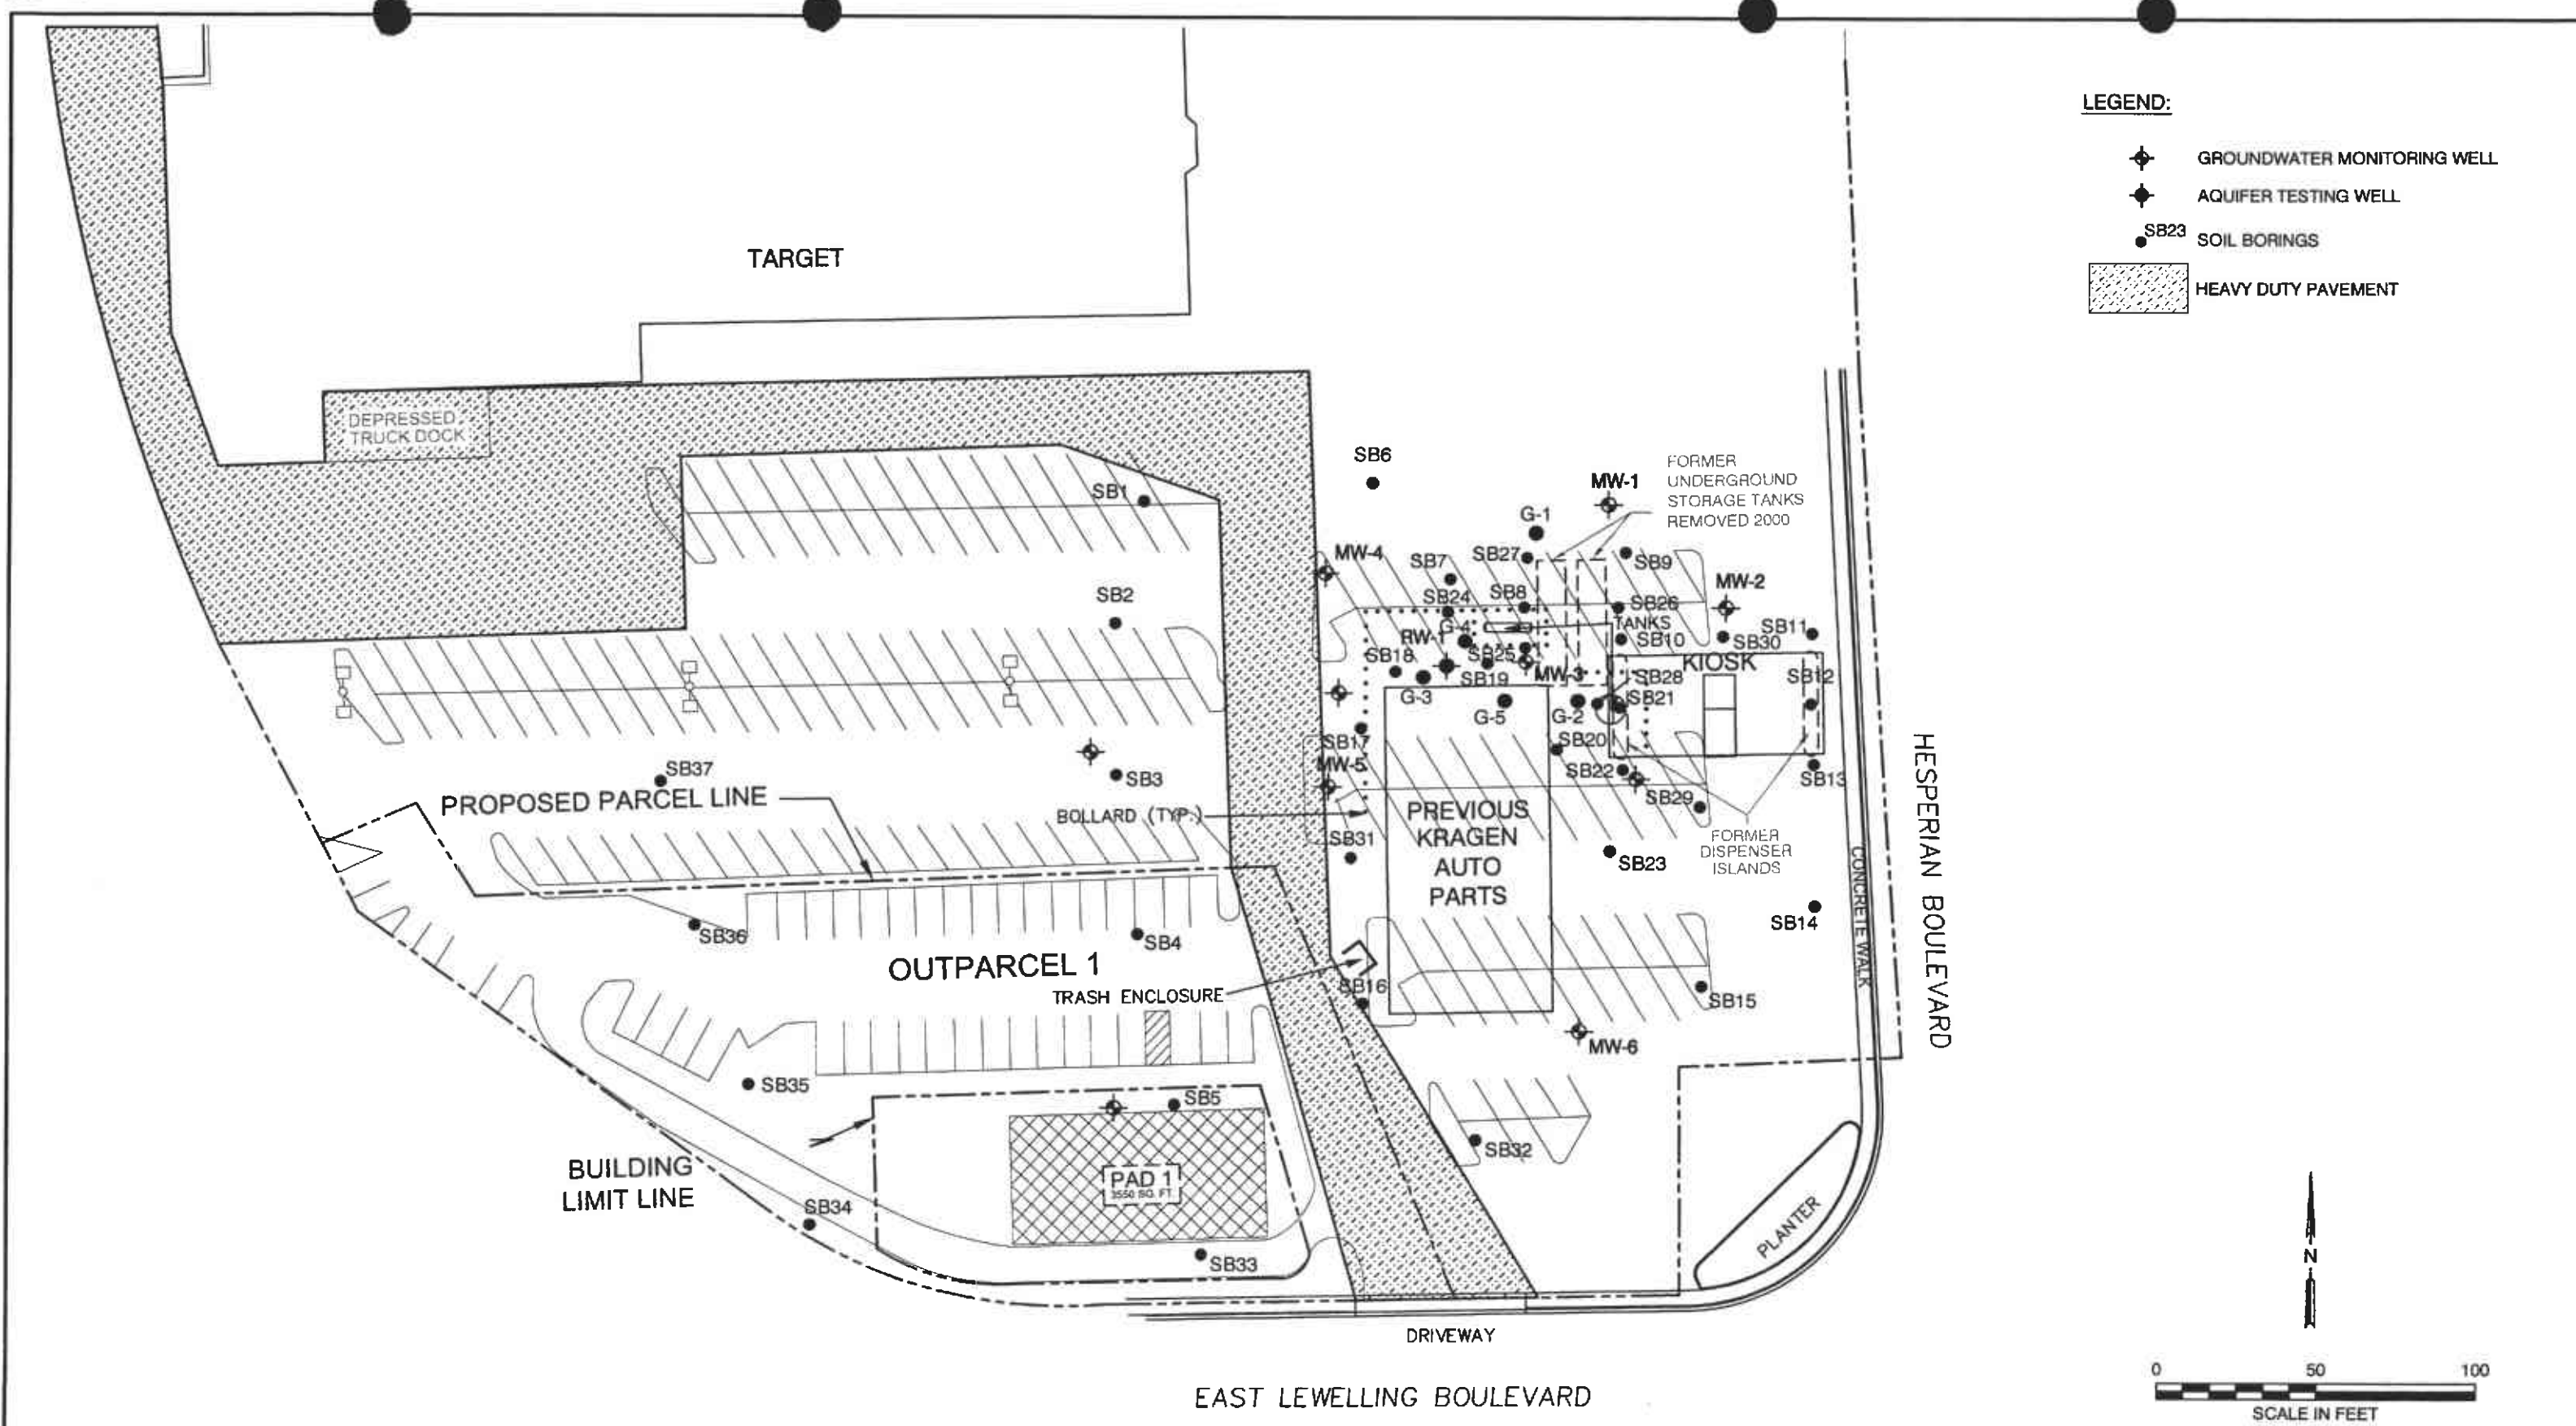 LEGEND:
GROUNDWATER MONITORING WELL
AQUIFER TESTING WELL
SB23 SOIL BORINGS
HEAVY DUTY PAVEMENT
TARGET
DEPRESSED
TRUCK DOCK
SB1
SB2
SB6
MW-1
FORMER
UNDERGROUND
STORAGE TANKS
REMOVED 2000
G-1
MW-4
SB7
SB27
SB9
SB24
SB8
SB26
MW-2
TANKS
G-4
RW-1
SB10
SB30
SB11
SB18
SB25
SB19
MW-3
KIOSK
SB28
SB12
G-3
G-5
G-2
SB21
SB17
SB20
MW-5
SB22
SB13
SB29
SB37
SB3
PROPOSED PARCEL LINE
BOLLARD (TYP.)
PREVIOUS
KRAGEN
AUTO
PARTS
SB31
SB23
FORMER
DISPENSER
ISLANDS
CONCRETE WALK
HESPERIAN BOULEVARD
SB14
SB36
SB4
OUTPARCEL 1
TRASH ENCLOSURE
SB16
SB15
MW-6
SB35
SB5
SB32
BUILDING
LIMIT LINE
PAD 1
3550 SQ. FT.
SB34
SB33
PLANTER
DRIVEWAY
EAST LEWELLING BOULEVARD
N
0 50 100
SCALE IN FEET